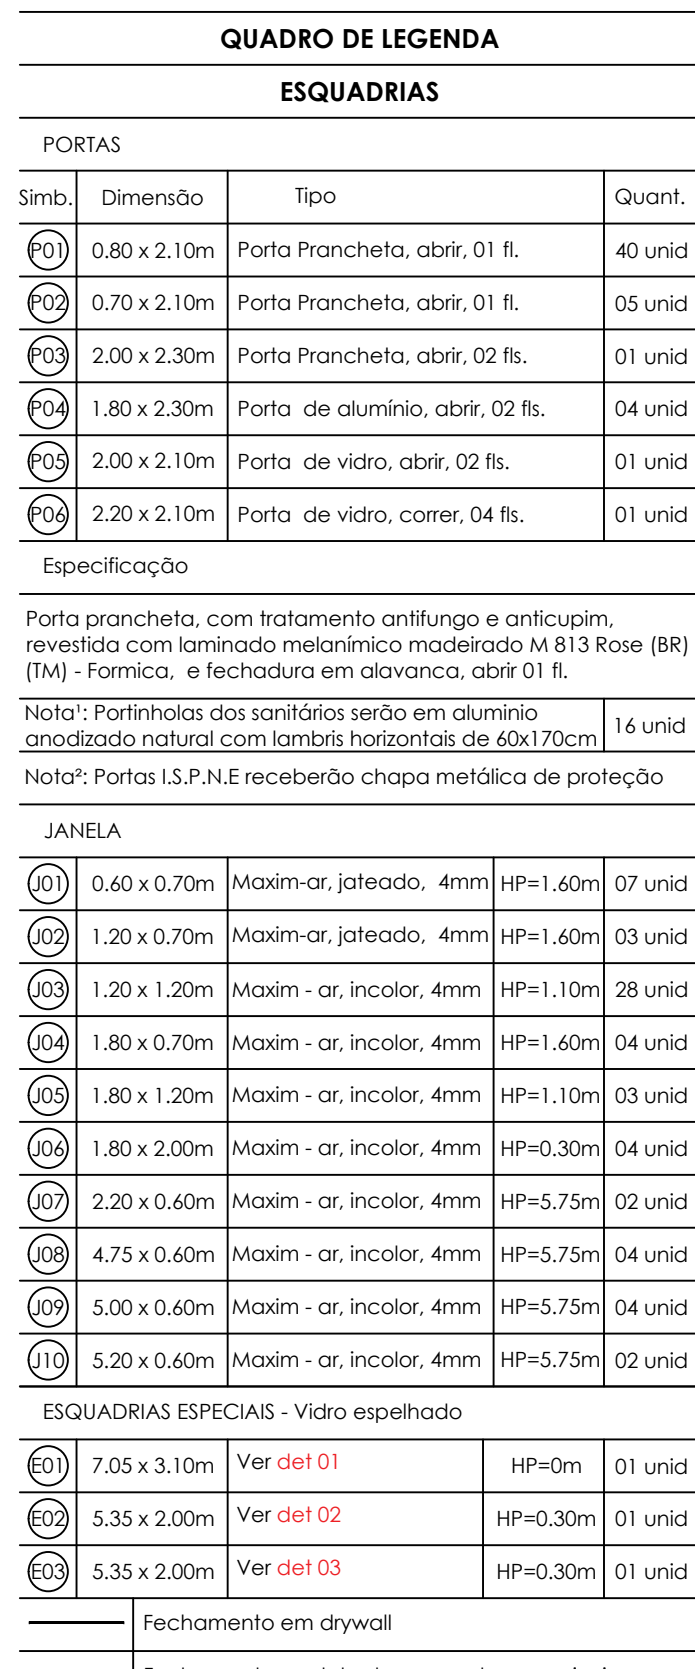 QUADRO DE LEGENDA
ESQUADRIAS
PORTAS
Simb. Dimensão Tipo Quant.
P01 0.80 x 2.10m Porta Prancheta, abrir, 01 fl. 40 unid
P02 0.70 x 2.10m Porta Prancheta, abrir, 01 fl. 05 unid
P03 2.00 x 2.30m Porta Prancheta, abrir, 02 fls. 01 unid
P04 1.80 x 2.30m Porta de alumínio, abrir, 02 fls. 04 unid
P05 2.00 x 2.10m Porta de vidro, abrir, 02 fls. 01 unid
P06 2.20 x 2.10m Porta de vidro, correr, 04 fls. 01 unid
Especificação
Porta prancheta, com tratamento antifungo e anticupim,
revestida com laminado melanímico madeirado M 813 Rose (BR)
(TM) - Formica, e fechadura em alavanca, abrir 01 fl.
Nota¹: Portinholas dos sanitários serão em aluminio
anodizado natural com lambris horizontais de 60x170cm 16 unid
Nota²: Portas I.S.P.N.E receberão chapa metálica de proteção
JANELA
J01 0.60 x 0.70m Maxim-ar, jateado, 4mm HP=1.60m 07 unid
J02 1.20 x 0.70m Maxim-ar, jateado, 4mm HP=1.60m 03 unid
J03 1.20 x 1.20m Maxim - ar, incolor, 4mm HP=1.10m 28 unid
J04 1.80 x 0.70m Maxim - ar, incolor, 4mm HP=1.60m 04 unid
J05 1.80 x 1.20m Maxim - ar, incolor, 4mm HP=1.10m 03 unid
J06 1.80 x 2.00m Maxim - ar, incolor, 4mm HP=0.30m 04 unid
J07 2.20 x 0.60m Maxim - ar, incolor, 4mm HP=5.75m 02 unid
J08 4.75 x 0.60m Maxim - ar, incolor, 4mm HP=5.75m 04 unid
J09 5.00 x 0.60m Maxim - ar, incolor, 4mm HP=5.75m 04 unid
J10 5.20 x 0.60m Maxim - ar, incolor, 4mm HP=5.75m 02 unid
ESQUADRIAS ESPECIAIS - Vidro espelhado
E01 7.05 x 3.10m Ver det 01 HP=0m 01 unid
E02 5.35 x 2.00m Ver det 02 HP=0.30m 01 unid
E03 5.35 x 2.00m Ver det 03 HP=0.30m 01 unid
Fechamento em drywall